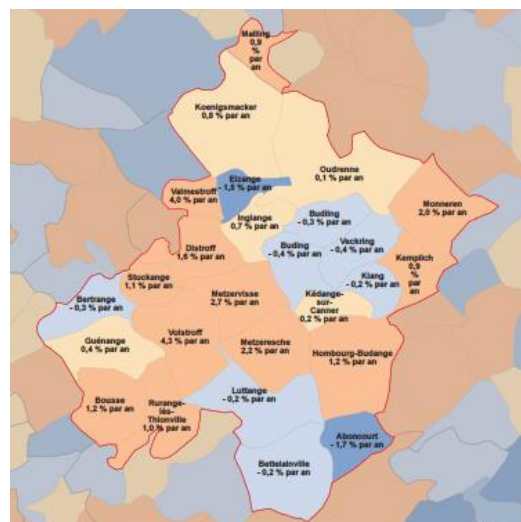 Malling
0,9
%
par
an
Koenigsmacker
0,8 % par an
Oudrenne
0,1 % par an
Elzange
- 1,5 % par an
Valmestroff
4,0 % par an
Monneren
2,0 % par an
Inglange
0,7 % par an
Budling
- 0,3 % par an
Distroff
1,6 % par an
Buding
- 0,4 % par an
Veckring
- 0,4 % par an
Kemplich
0,9
%
par
an
Stuckange
1,1 % par an
Klang
- 0,2 % par an
Bertrange
- 0,3 % par an
Metzervisse
2,7 % par an
Kédange-
sur-
Canner
0,2 % par an
Volstroff
4,3 % par an
Guénange
0,4 % par an
Metzeresche
2,2 % par an
Hombourg-Budange
1,2 % par an
Luttange
- 0,2 % par an
Bousse
1,2 % par an
Rurange-
lès-
Thionville
1,0 % par an
Aboncourt
- 1,7 % par an
Bettelainville
- 0,2 % par an